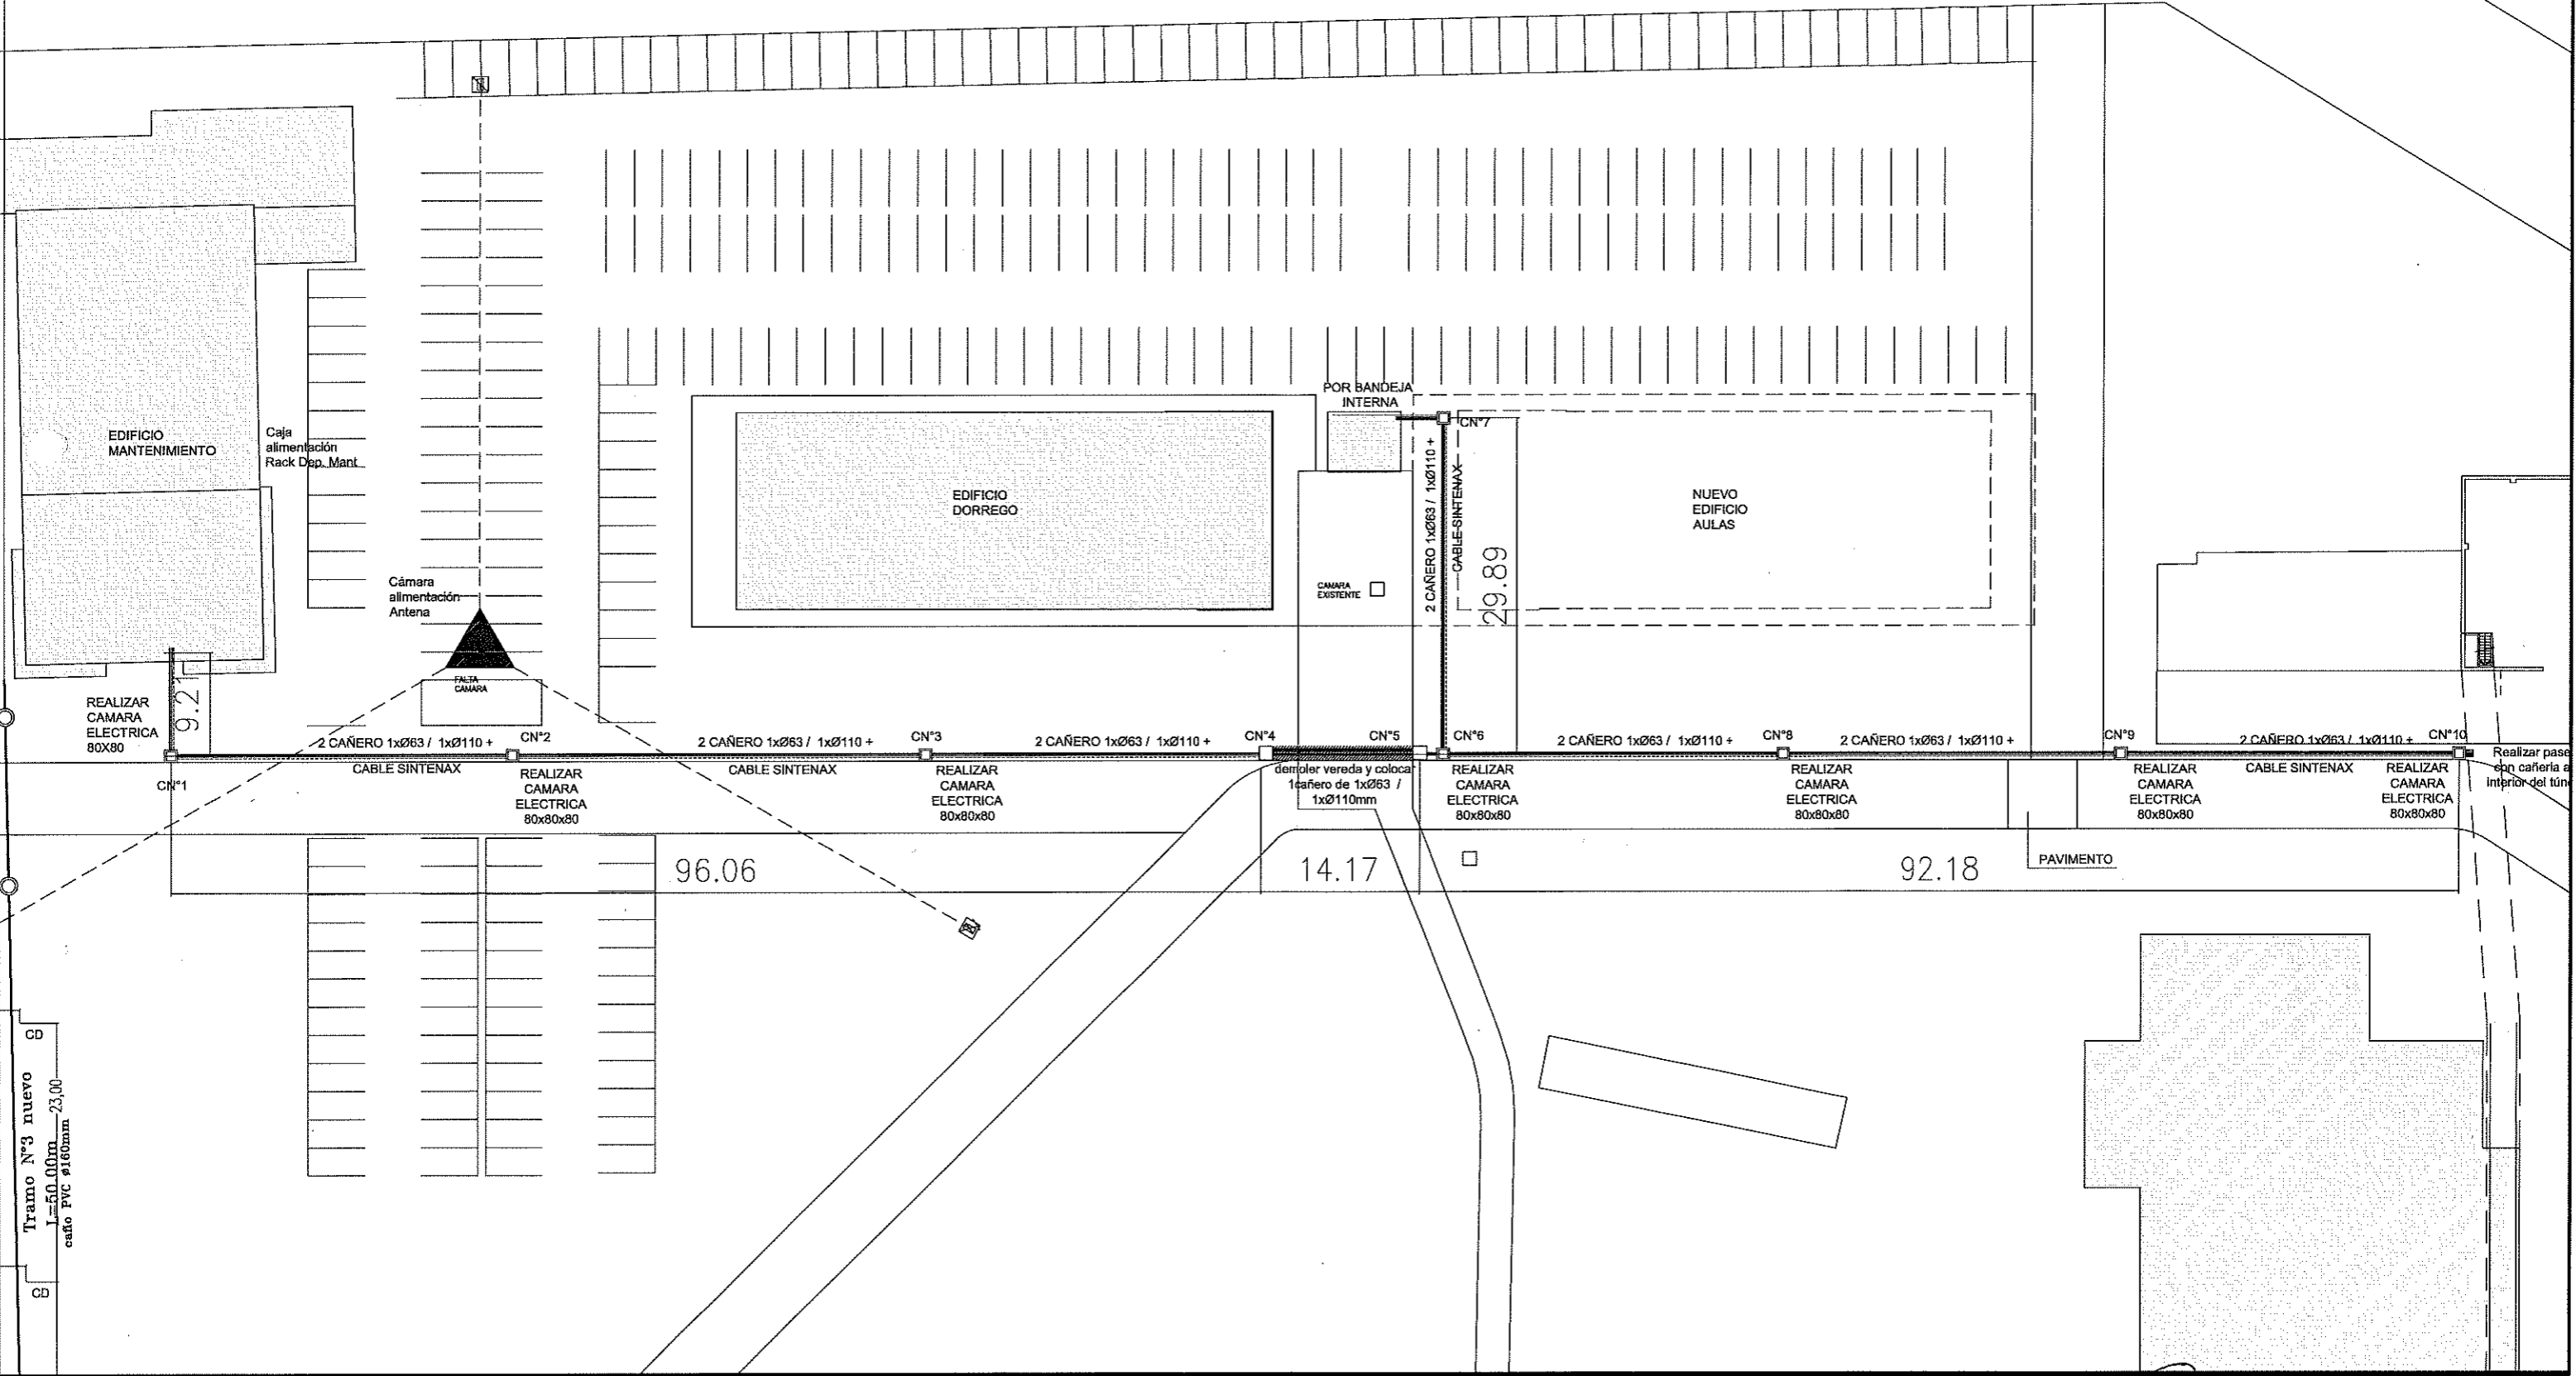 POR BANDEJA
INTERNA
CN°7
EDIFICIO
MANTENIMIENTO
Caja
alimentación
Rack Dep. Mant
EDIFICIO
DORREGO
NUEVO
EDIFICIO
AULAS
2 CAÑERO 1xØ63 / 1xØ110 +
CABLE SINTENAX
29.89
CAMARA
EXISTENTE
Cámara
alimentación
Antena
FALTA
CAMARA
REALIZAR
CAMARA
ELECTRICA
80X80
9.21
2 CAÑERO 1xØ63 / 1xØ110 +
CN°2
2 CAÑERO 1xØ63 / 1xØ110 +
CN°3
2 CAÑERO 1xØ63 / 1xØ110 +
CN°4
CN°5
CN°6
2 CAÑERO 1xØ63 / 1xØ110 +
CN°8
2 CAÑERO 1xØ63 / 1xØ110 +
CN°9
2 CAÑERO 1xØ63 / 1xØ110 +
CN°10
CN°1
CABLE SINTENAX
REALIZAR
CAMARA
ELECTRICA
80x80x80
CABLE SINTENAX
REALIZAR
CAMARA
ELECTRICA
80x80x80
demoler vereda y coloca
1cañero de 1xØ63 /
1xØ110mm
REALIZAR
CAMARA
ELECTRICA
80x80x80
REALIZAR
CAMARA
ELECTRICA
80x80x80
REALIZAR
CAMARA
ELECTRICA
80x80x80
CABLE SINTENAX
REALIZAR
CAMARA
ELECTRICA
80x80x80
Realizar pase
con cañeria a
interior del tún
96.06
14.17
92.18
PAVIMENTO
CD
Tramo N°3 nuevo
L=50.00m
caño PVC ø160mm
23,00
CD